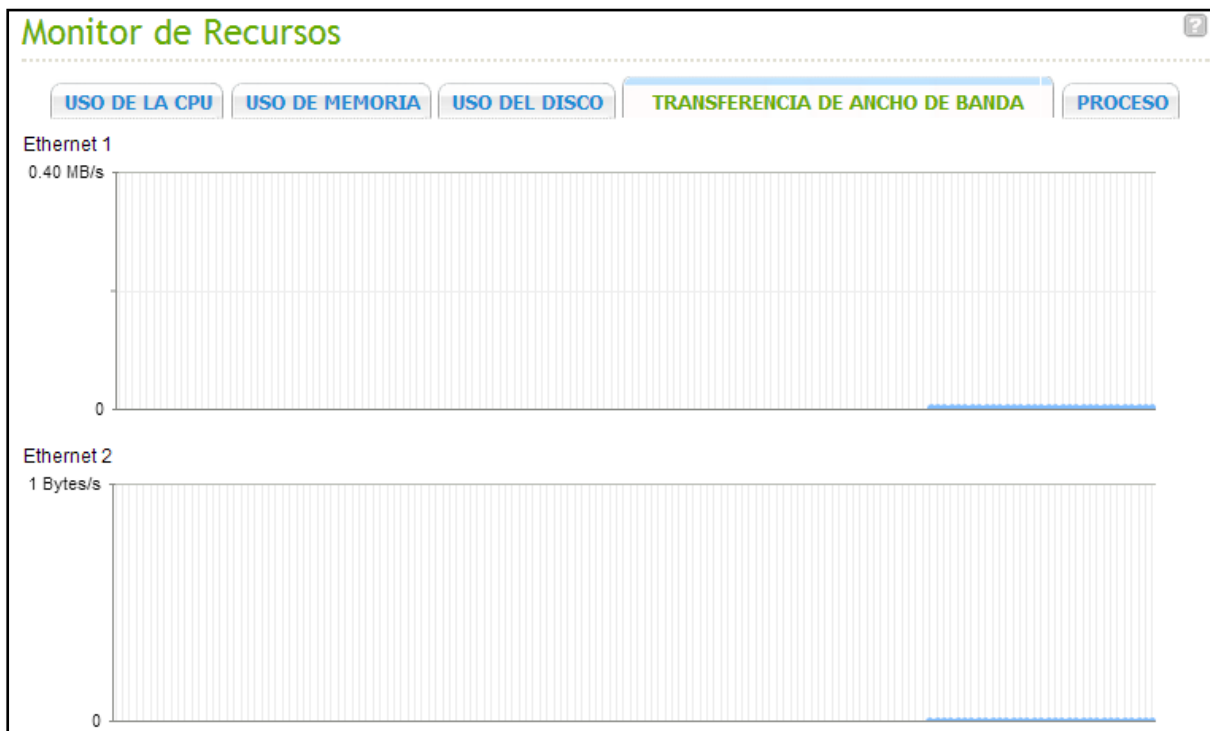 Monitor de Recursos
?
USO DE LA CPU USO DE MEMORIA USO DEL DISCO TRANSFERENCIA DE ANCHO DE BANDA PROCESO
Ethernet 1
0.40 MB/s
0
Ethernet 2
1 Bytes/s
0